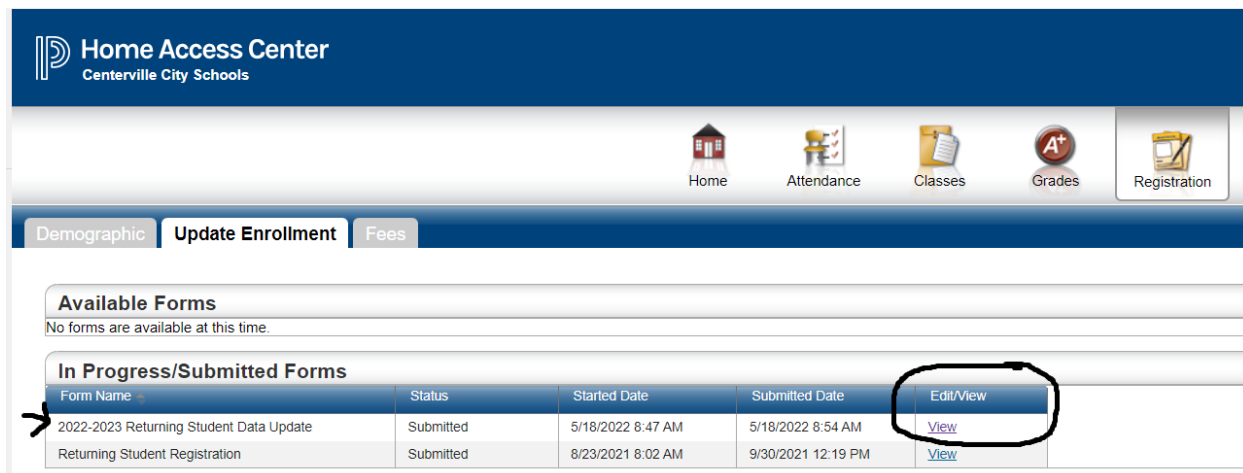 Home Access Center
Centerville City Schools
Home Attendance Classes Grades Registration
Demographic Update Enrollment Fees
Available Forms
No forms are available at this time.
In Progress/Submitted Forms
Form Name Status Started Date Submitted Date Edit/View
2022-2023 Returning Student Data Update Submitted 5/18/2022 8:47 AM 5/18/2022 8:54 AM View
Returning Student Registration Submitted 8/23/2021 8:02 AM 9/30/2021 12:19 PM View